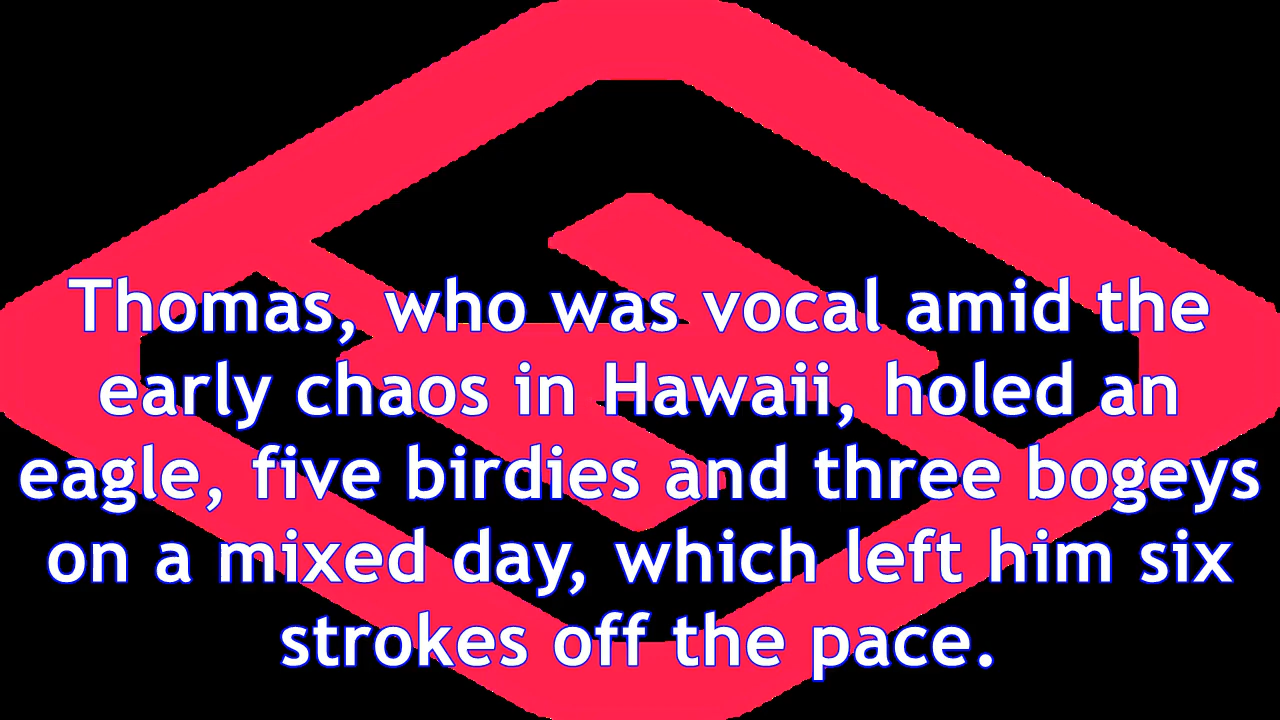 Thomas, who was vocal amid the
early chaos in Hawaii, holed an
eagle, five birdies and three bogeys
on a mixed day, which left him six
strokes off the pace.